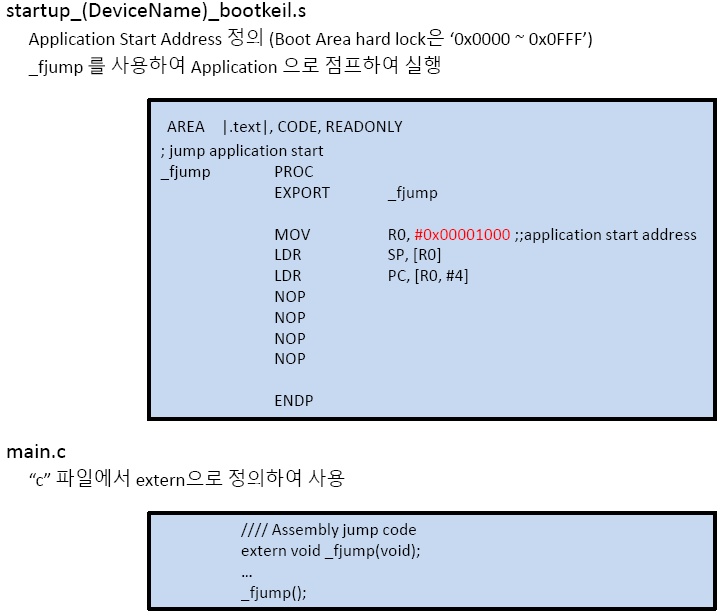 startup_(DeviceName)_bootkeil.s
Application Start Address 정의 (Boot Area hard lock은 ‘0x0000 ~ 0x0FFF’)
_fjump 를 사용하여 Application 으로 점프하여 실행
AREA |.text|, CODE, READONLY
; jump application start
_fjump PROC
EXPORT _fjump
MOV R0, #0x00001000 ;;application start address
LDR SP, [R0]
LDR PC, [R0, #4]
NOP
NOP
NOP
NOP
ENDP
main.c
“c” 파일에서 extern으로 정의하여 사용
//// Assembly jump code
extern void _fjump(void);
...
_fjump();